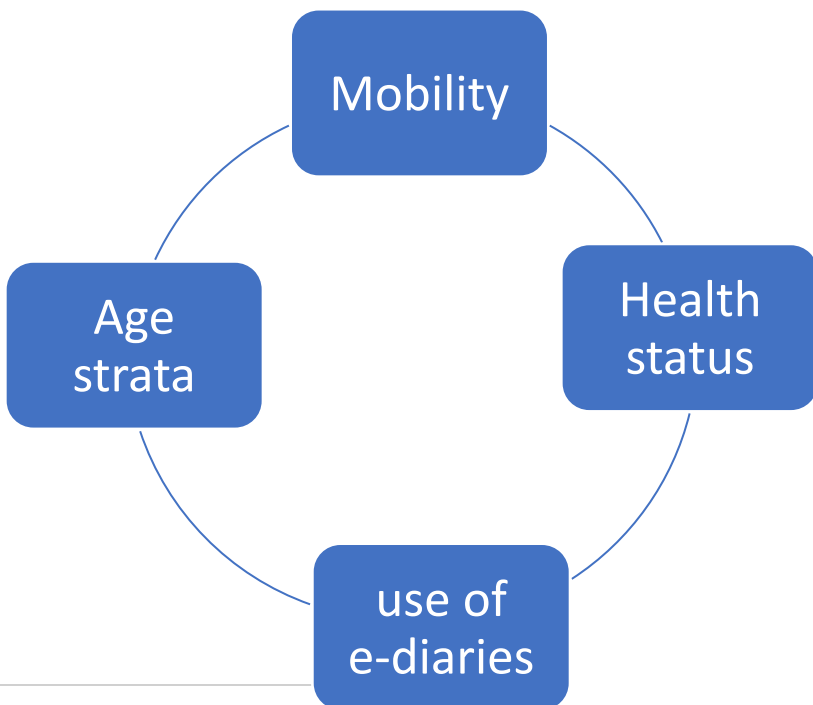 Mobility
Health
status
Age
strata
use of
e-diaries